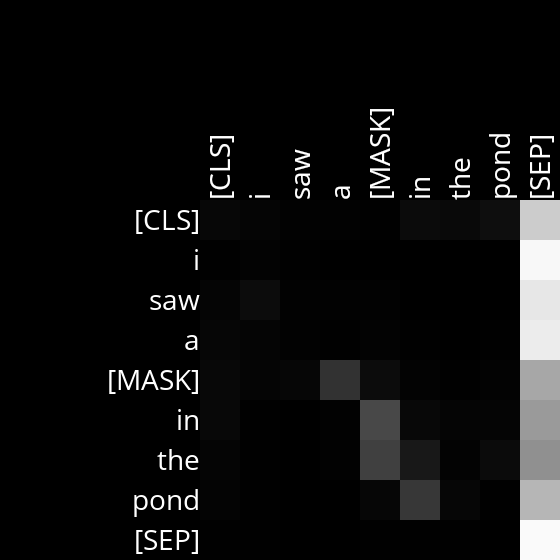 [CLS] i saw a [MASK] in the pond [SEP]
[CLS]
i
saw
a
[MASK]
in
the
pond
[SEP]